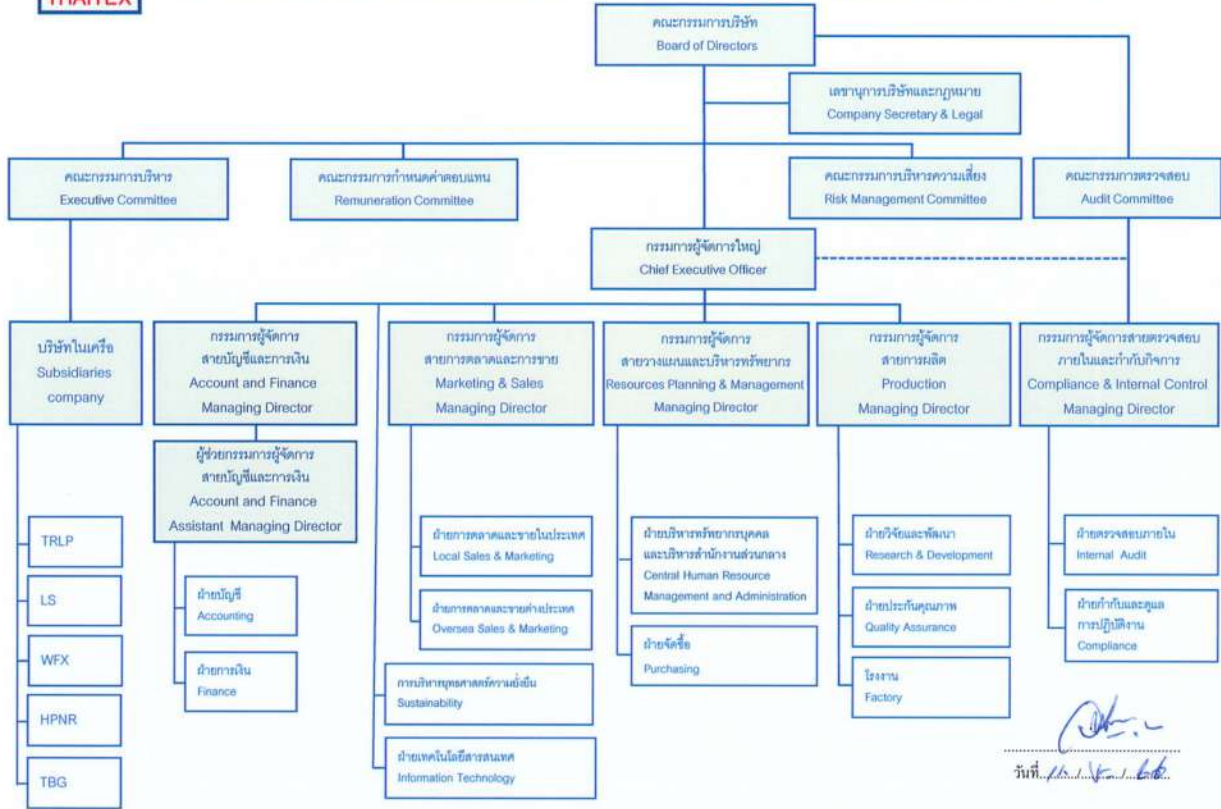 THAITEX
คณะกรรมการบริษัท
Board of Directors
เลขานุการบริษัทและกฎหมาย
Company Secretary & Legal
คณะกรรมการบริหาร
Executive Committee
คณะกรรมการกำหนดค่าตอบแทน
Remuneration Committee
คณะกรรมการบริหารความเสี่ยง
Risk Management Committee
คณะกรรมการตรวจสอบ
Audit Committee
กรรมการผู้จัดการใหญ่
Chief Executive Officer
บริษัทในเครือ
Subsidiaries
company
กรรมการผู้จัดการ
สายบัญชีและการเงิน
Account and Finance
Managing Director
กรรมการผู้จัดการ
สายการตลาดและการขาย
Marketing & Sales
Managing Director
กรรมการผู้จัดการ
สายวางแผนและบริหารทรัพยากร
Resources Planning & Management
Managing Director
กรรมการผู้จัดการ
สายการผลิต
Production
Managing Director
กรรมการผู้จัดการสายตรวจสอบ
ภายในและกำกับกิจการ
Compliance & Internal Control
Managing Director
ผู้ช่วยกรรมการผู้จัดการ
สายบัญชีและการเงิน
Account and Finance
Assistant Managing Director
TRLP
LS
WFX
HPNR
TBG
ฝ่ายบัญชี
Accounting
ฝ่ายการเงิน
Finance
ฝ่ายการตลาดและขายในประเทศ
Local Sales & Marketing
ฝ่ายการตลาดและขายต่างประเทศ
Oversea Sales & Marketing
การบริหารยุทธศาสตร์ความยั่งยืน
Sustainability
ฝ่ายเทคโนโลยีสารสนเทศ
Information Technology
ฝ่ายบริหารทรัพยากรบุคคล
และบริหารสำนักงานส่วนกลาง
Central Human Resource
Management and Administration
ฝ่ายจัดซื้อ
Purchasing
ฝ่ายวิจัยและพัฒนา
Research & Development
ฝ่ายประกันคุณภาพ
Quality Assurance
โรงงาน
Factory
ฝ่ายตรวจสอบภายใน
Internal Audit
ฝ่ายกำกับและดูแล
การปฏิบัติงาน
Compliance
วันที่